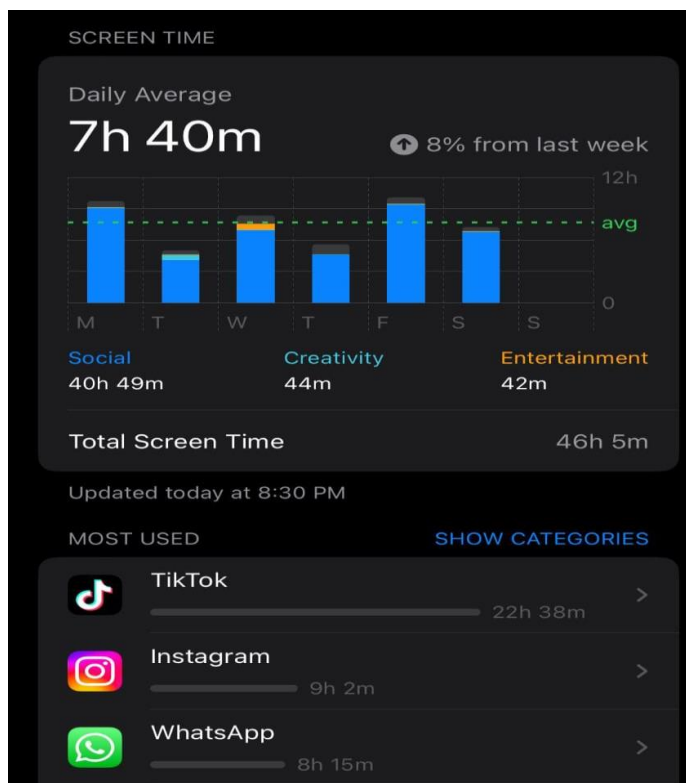 SCREEN TIME
Daily Average
7h 40m
8% from last week
12h
avg
0
M T W T F S S
Social Creativity Entertainment
40h 49m 44m 42m
Total Screen Time 46h 5m
Updated today at 8:30 PM
MOST USED SHOW CATEGORIES
TikTok
22h 38m
Instagram
9h 2m
WhatsApp
8h 15m